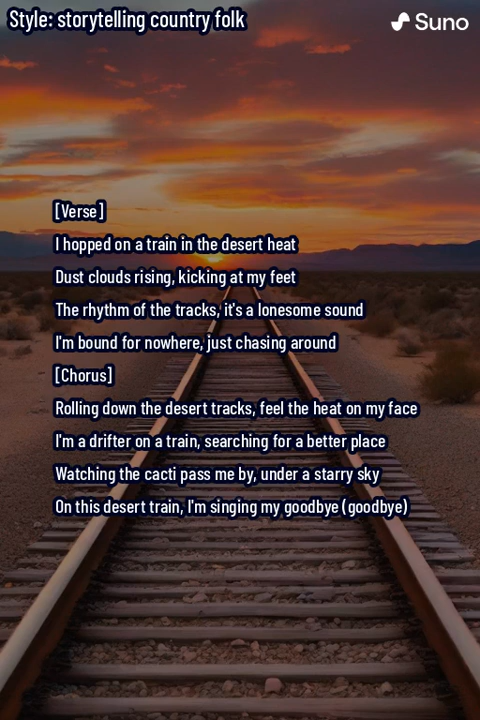 Style: storytelling country folk
Suno
[Verse]
I hopped on a train in the desert heat
Dust clouds rising, kicking at my feet
The rhythm of the tracks, it's a lonesome sound
I'm bound for nowhere, just chasing around
[Chorus]
Rolling down the desert tracks, feel the heat on my face
I'm a drifter on a train, searching for a better place
Watching the cacti pass me by, under a starry sky
On this desert train, I'm singing my goodbye (goodbye)